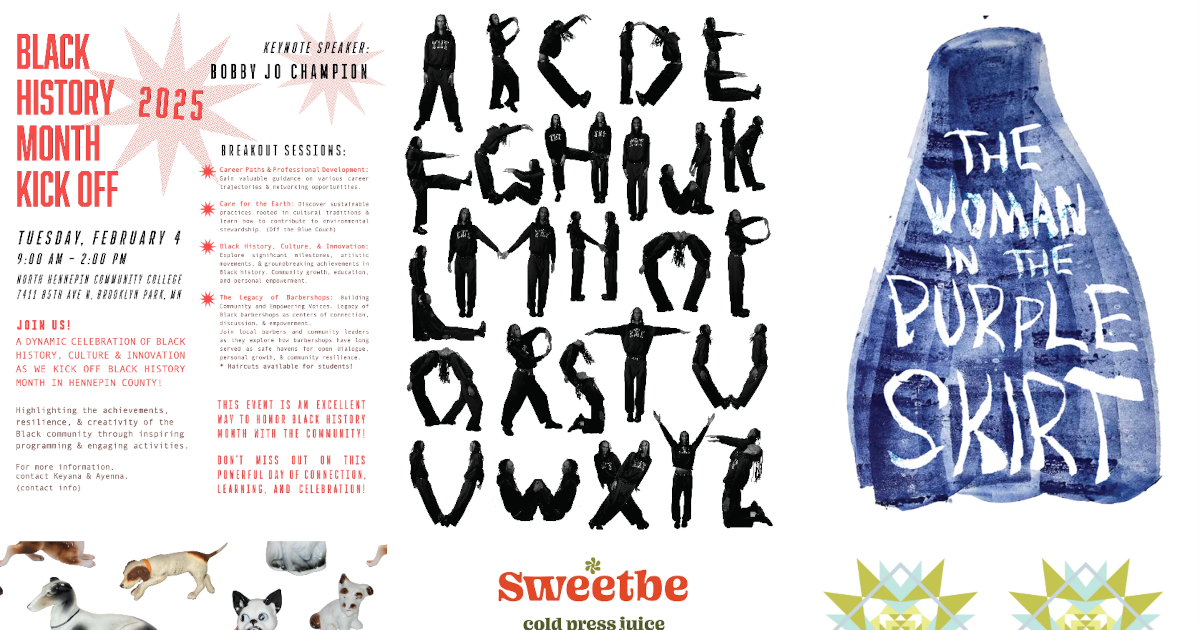 BLACK
HISTORY
MONTH
KICK OFF
2025
TUESDAY, FEBRUARY 4
9:00 AM - 2:00 PM
NORTH HENNEPIN COMMUNITY COLLEGE
7411 85TH AVE N, BROOKLYN PARK, MN
JOIN US!
A DYNAMIC CELEBRATION OF BLACK
HISTORY, CULTURE & INNOVATION
AS WE KICK OFF BLACK HISTORY
MONTH IN HENNEPIN COUNTY!
Highlighting the achievements,
resilience, & creativity of the
Black community through inspiring
programming & engaging activities.
For more information,
contact Keyana & Ayenna.
(contact info)
KEYNOTE SPEAKER:
BOBBY JO CHAMPION
BREAKOUT SESSIONS:
Career Paths & Professional Development:
Gain valuable guidance on various career
trajectories & networking opportunities.
Care for the Earth: Discover sustainable
practices rooted in cultural traditions &
learn how to contribute to environmental
stewardship. (Off the Blue Couch)
Black History, Culture, & Innovation:
Explore significant milestones, artistic
movements, & groundbreaking achievements in
Black history. Community growth, education,
and personal empowerment.
The Legacy of Barbershops: Building
Community and Empowering Voices. Legacy of
Black barbershops as centers of connection,
discussion, & empowerment.
Join local barbers and community leaders
as they explore how barbershops have long
served as safe havens for open dialogue,
personal growth, & community resilience.
* Haircuts available for students!
THIS EVENT IS AN EXCELLENT
WAY TO HONOR BLACK HISTORY
MONTH WITH THE COMMUNITY!
DON'T MISS OUT ON THIS
POWERFUL DAY OF CONNECTION,
LEARNING, AND CELEBRATION!
A B C D E
F G H I J K
L M N O P
Q R S T U
V W X Y Z
THE
WOMAN
IN THE
PURPLE
SKIRT
sweetbe
cold press juice